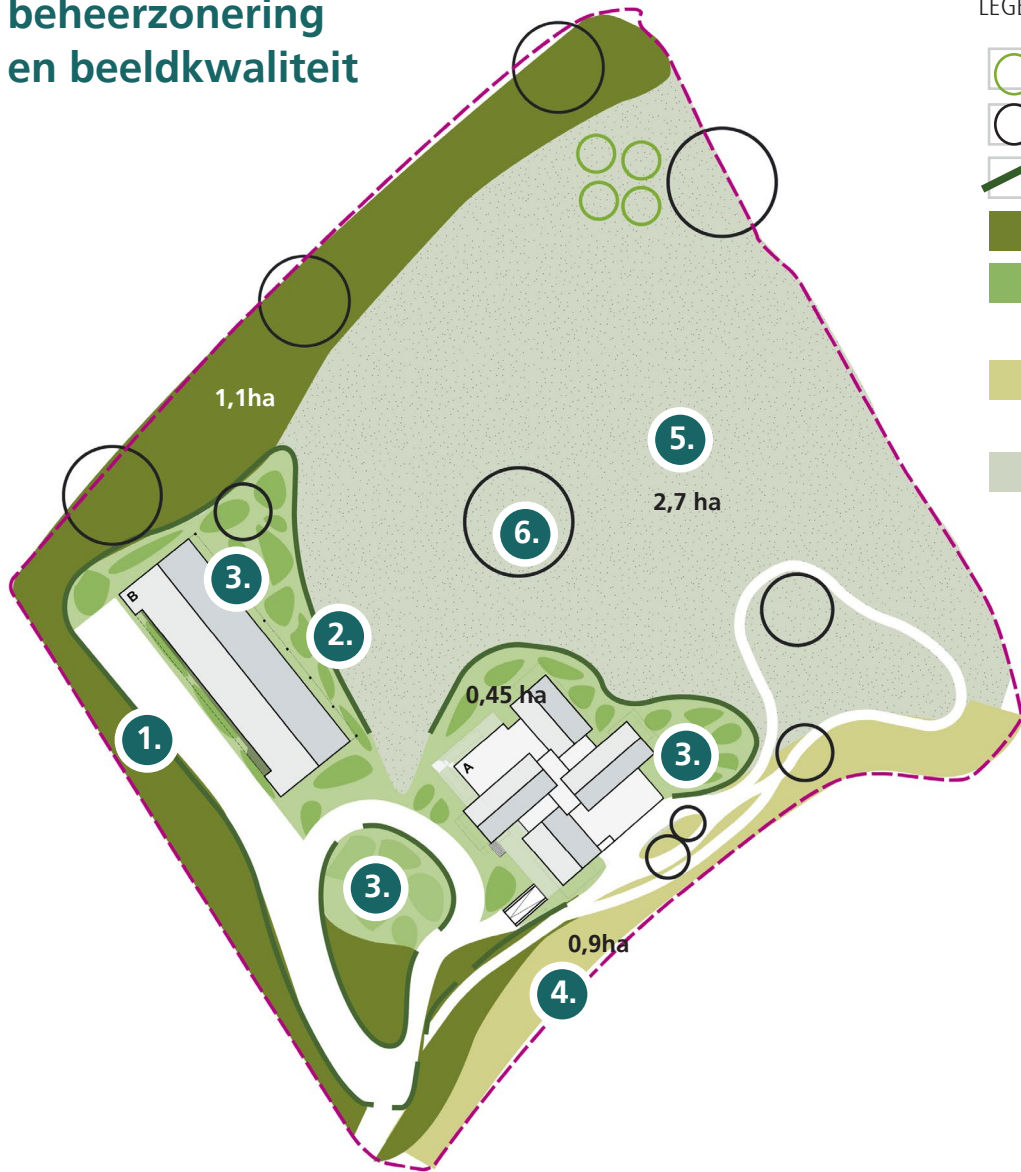 beheerzonering
en beeldkwaliteit
LEGE
1,1ha
5.
2,7 ha
6.
3.
B
2.
0,45 ha
1.
A
3.
3.
0,9ha
4.